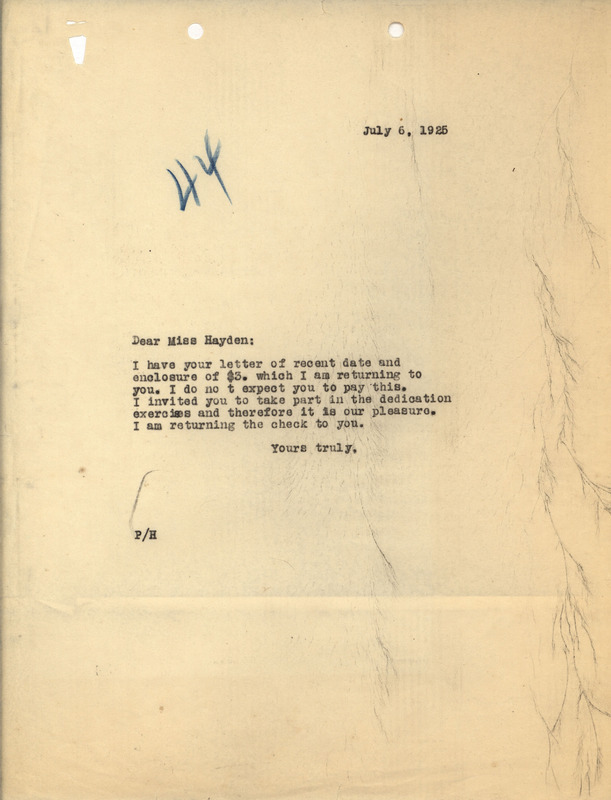 July 6, 1925
44
Dear Miss Hayden:
I have your letter of recent date and
enclosure of $3. which I am returning to
you. I do no t expect you to pay this.
I invited you to take part in the dedication
exercises and therefore it is our pleasure.
I am returning the check to you.
Yours truly,
P/H